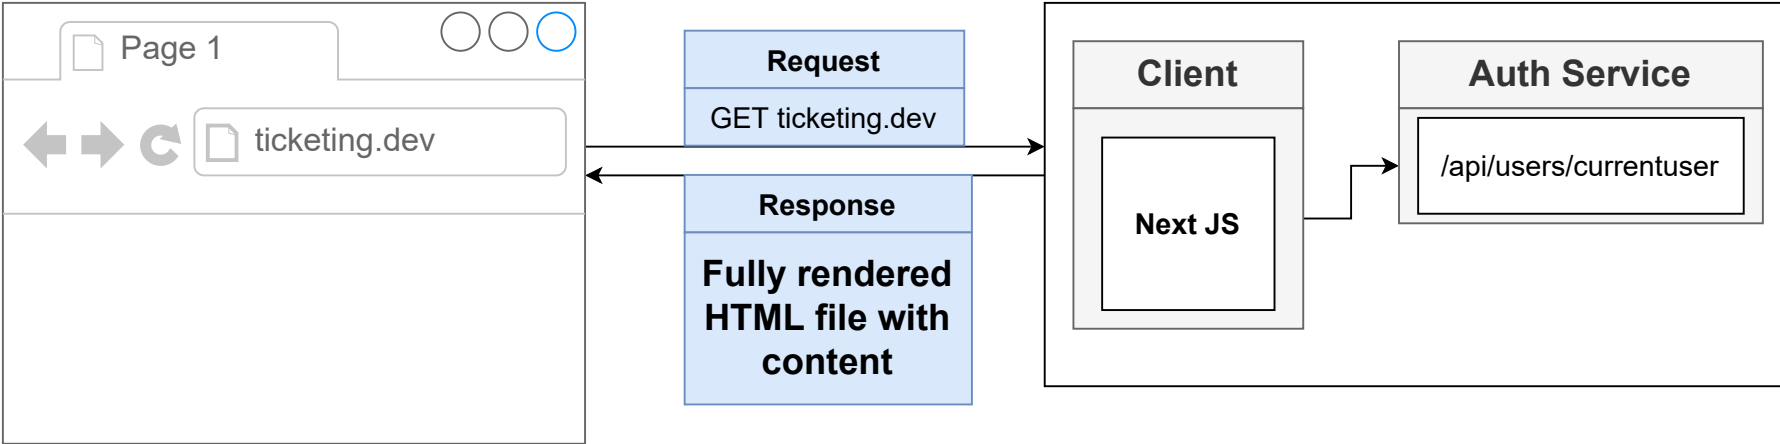 Page 1
ticketing.dev
Request
GET ticketing.dev
Response
Fully rendered
HTML file with
content
Client
Next JS
Auth Service
/api/users/currentuser